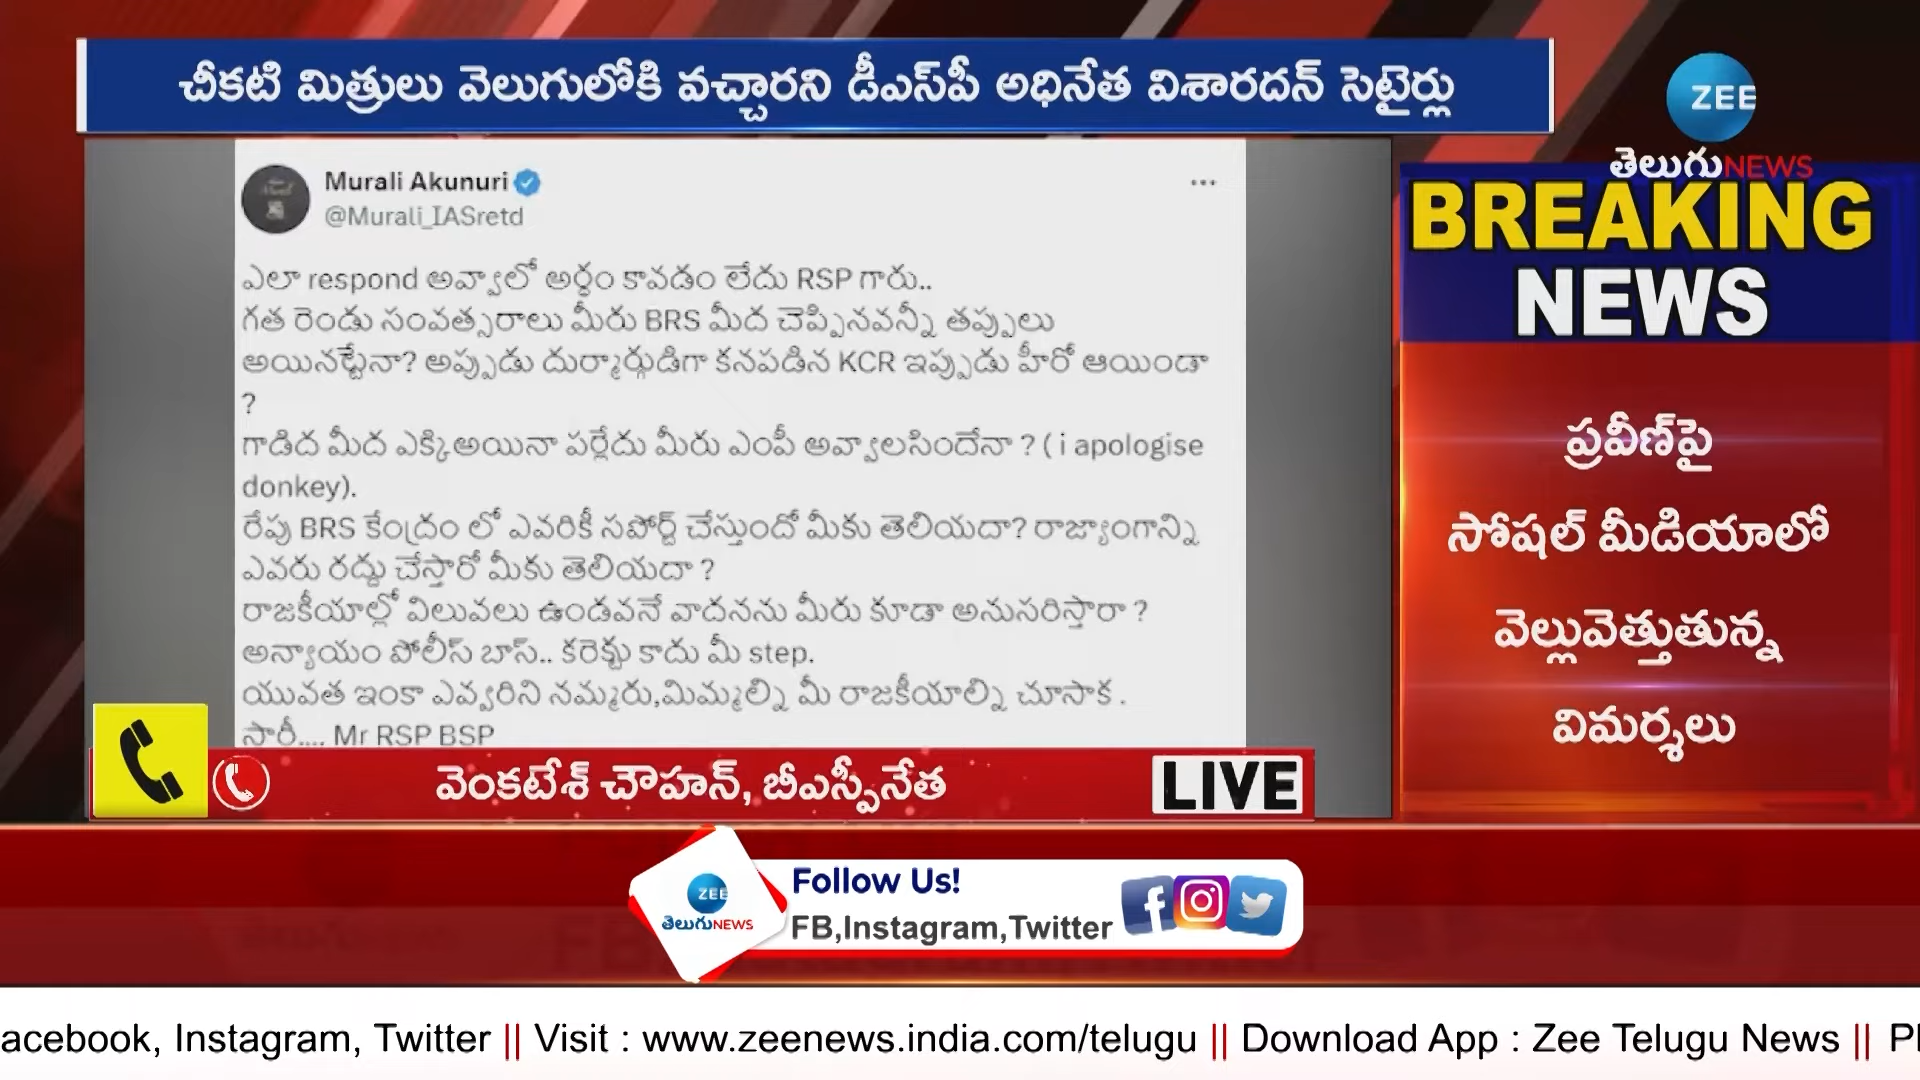 చీకటి మిత్రులు వెలుగులోకి వచ్చారని డీఎస్‌పీ అధినేత విశారదన్ సెటైర్లు
ZEE
తెలుగు NEWS
Murali Akunuri
@Murali_IASretd
ఎలా respond అవ్వాలో అర్థం కావడం లేదు RSP గారు..
గత రెండు సంవత్సరాలు మీరు BRS మీద చెప్పినవన్నీ తప్పులు
అయినట్టేనా? అప్పుడు దుర్మార్గుడిగా కనపడిన KCR ఇప్పుడు హీరో ఆయిండా
?
గాడిద మీద ఎక్కిఅయినా పర్లేదు మీరు ఎంపీ అవ్వాలసిందేనా ? ( i apologise
donkey).
రేపు BRS కేంద్రం లో ఎవరికీ సపోర్ట్ చేస్తుందో మీకు తెలియదా? రాజ్యాంగాన్ని
ఎవరు రద్దు చేస్తారో మీకు తెలియదా ?
రాజకీయాల్లో విలువలు ఉండవనే వాదనను మీరు కూడా అనుసరిస్తారా ?
అన్యాయం పోలీస్ బాస్.. కరెక్టు కాదు మీ step.
యువత ఇంకా ఎవ్వరిని నమ్మరు,మిమ్మల్ని మీ రాజకీయాల్ని చూసాక .
సారీ.... Mr RSP BSP
BREAKING
NEWS
ప్రవీణ్‌పై
సోషల్ మీడియాలో
వెల్లువెత్తుతున్న
విమర్శలు
వెంకటేశ్ చౌహన్, బీఎస్పీనేత
LIVE
ZEE
తెలుగు NEWS
Follow Us!
FB,Instagram,Twitter
acebook, Instagram, Twitter || Visit : www.zeenews.india.com/telugu || Download App : Zee Telugu News ||